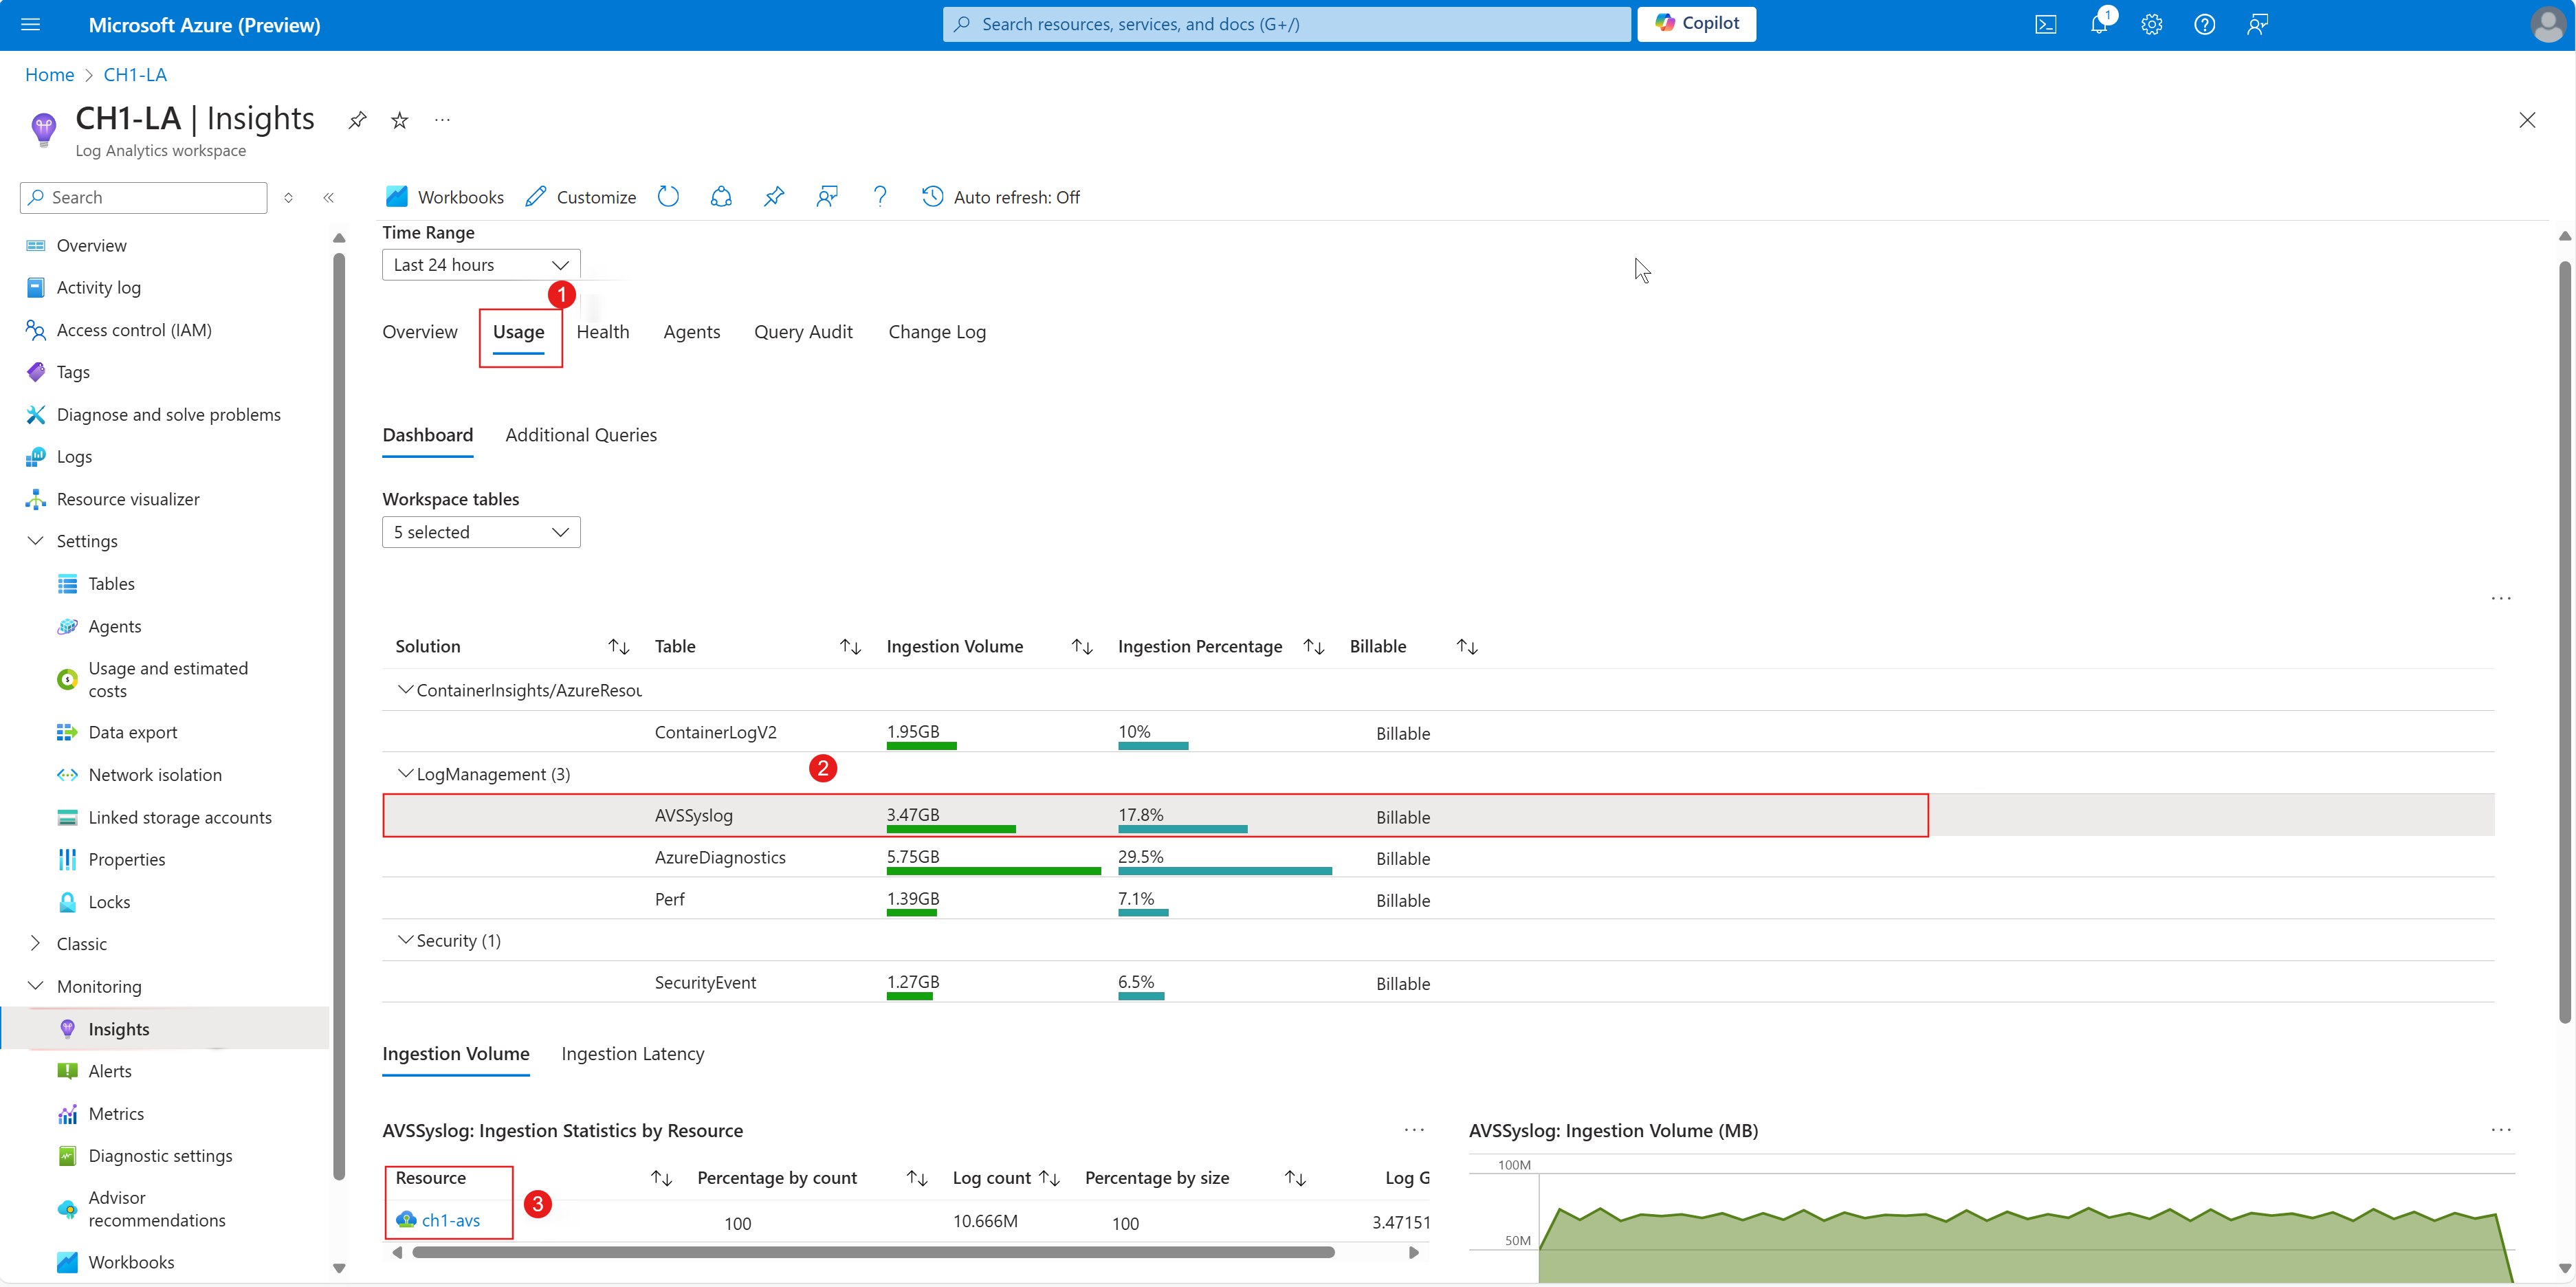 Microsoft Azure (Preview)
Search resources, services, and docs (G+/)
Copilot
1
Home > CH1-LA
CH1-LA | Insights
Log Analytics workspace
Search
Overview
Activity log
Access control (IAM)
Tags
Diagnose and solve problems
Logs
Resource visualizer
Settings
Tables
Agents
Usage and estimated
costs
Data export
Network isolation
Linked storage accounts
Properties
Locks
Classic
Monitoring
Insights
Alerts
Metrics
Diagnostic settings
Advisor
recommendations
Workbooks
Workbooks Customize Auto refresh: Off
Time Range
Last 24 hours
1
Overview Usage Health Agents Query Audit Change Log
Dashboard Additional Queries
Workspace tables
5 selected
Solution Table Ingestion Volume Ingestion Percentage Billable
ContainerInsights/AzureResou
ContainerLogV2 1.95GB 10% Billable
LogManagement (3)
2
AVSSyslog 3.47GB 17.8% Billable
AzureDiagnostics 5.75GB 29.5% Billable
Perf 1.39GB 7.1% Billable
Security (1)
SecurityEvent 1.27GB 6.5% Billable
Ingestion Volume Ingestion Latency
AVSSyslog: Ingestion Statistics by Resource
Resource Percentage by count Log count Percentage by size Log G
ch1-avs 100 10.666M 100 3.47151
3
AVSSyslog: Ingestion Volume (MB)
100M
50M